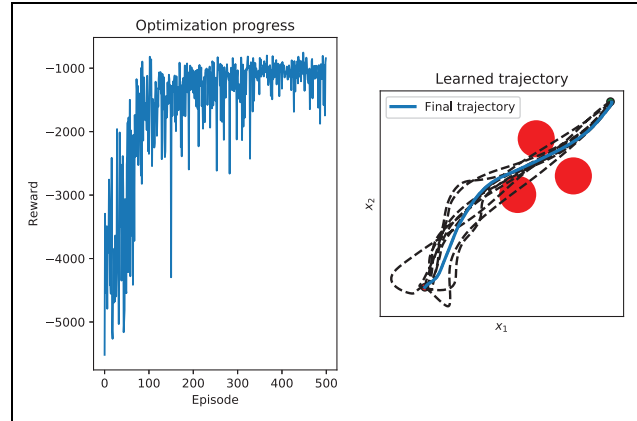 Optimization progress
−1000
−2000
−3000
−4000
−5000
Reward
0 100 200 300 400 500
Episode
Learned trajectory
Final trajectory
x2
x1